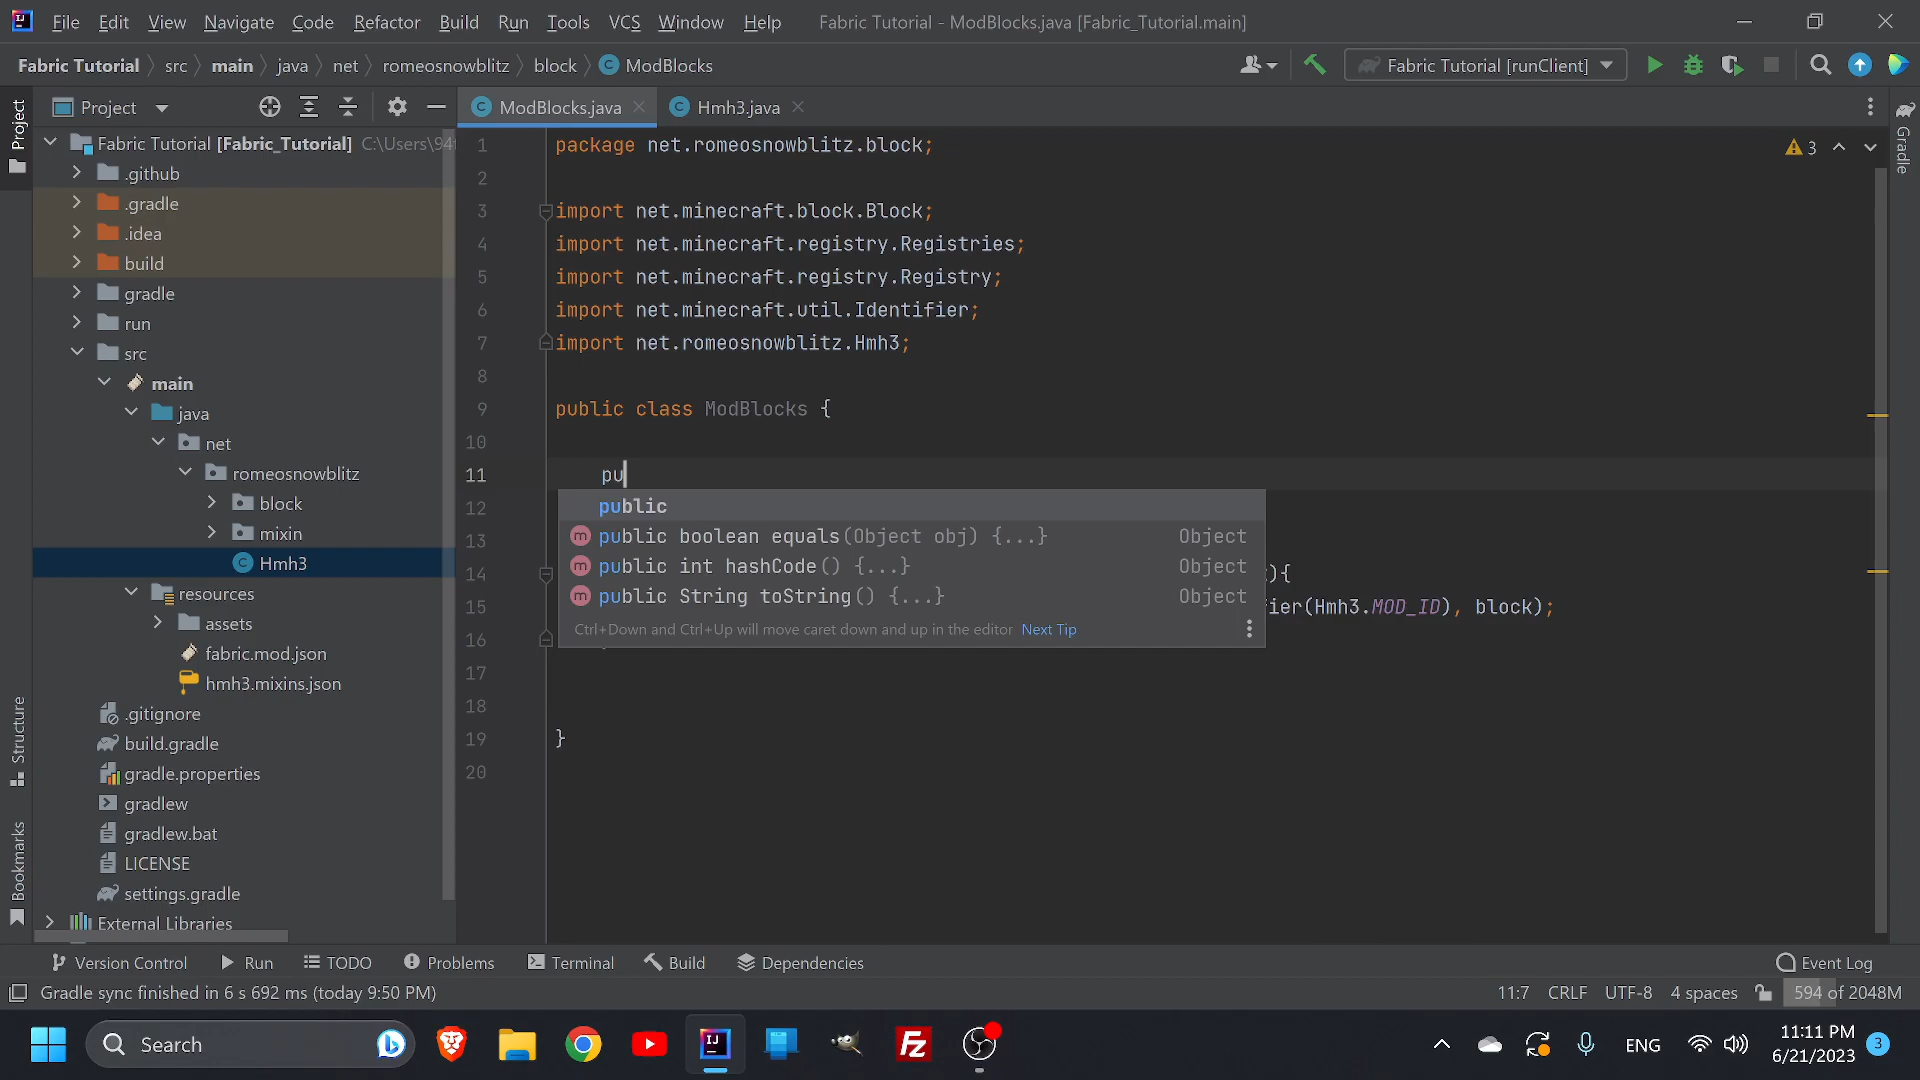 File Edit View Navigate Code Refactor Build Run Tools VCS Window Help Fabric Tutorial - ModBlocks.java [Fabric_Tutorial.main]
Fabric Tutorial src main java net romeosnowblitz block ModBlocks Fabric Tutorial [runClient]
Project ModBlocks.java Hmh3.java
Project
Gradle
Structure
Bookmarks
Fabric Tutorial [Fabric_Tutorial] C:\Users\94
.github
.gradle
.idea
build
gradle
run
src
main
java
net
romeosnowblitz
block
mixin
Hmh3
resources
assets
fabric.mod.json
hmh3.mixins.json
.gitignore
build.gradle
gradle.properties
gradlew
gradlew.bat
LICENSE
settings.gradle
External Libraries
1 package net.romeosnowblitz.block; 3
2
3 import net.minecraft.block.Block;
4 import net.minecraft.registry.Registries;
5 import net.minecraft.registry.Registry;
6 import net.minecraft.util.Identifier;
7 import net.romeosnowblitz.Hmh3;
8
9 public class ModBlocks {
10
11 pu
12 public
13 public boolean equals(Object obj) {...} Object
14 public int hashCode() {...} Object ){
15 public String toString() {...} Object ier(Hmh3.MOD_ID), block);
16 Ctrl+Down and Ctrl+Up will move caret down and up in the editor Next Tip
17
18
19 }
20
Version Control Run TODO Problems Terminal Build Dependencies Event Log
Gradle sync finished in 6 s 692 ms (today 9:50 PM) 11:7 CRLF UTF-8 4 spaces 594 of 2048M
Search ENG 11:11 PM
6/21/2023 3